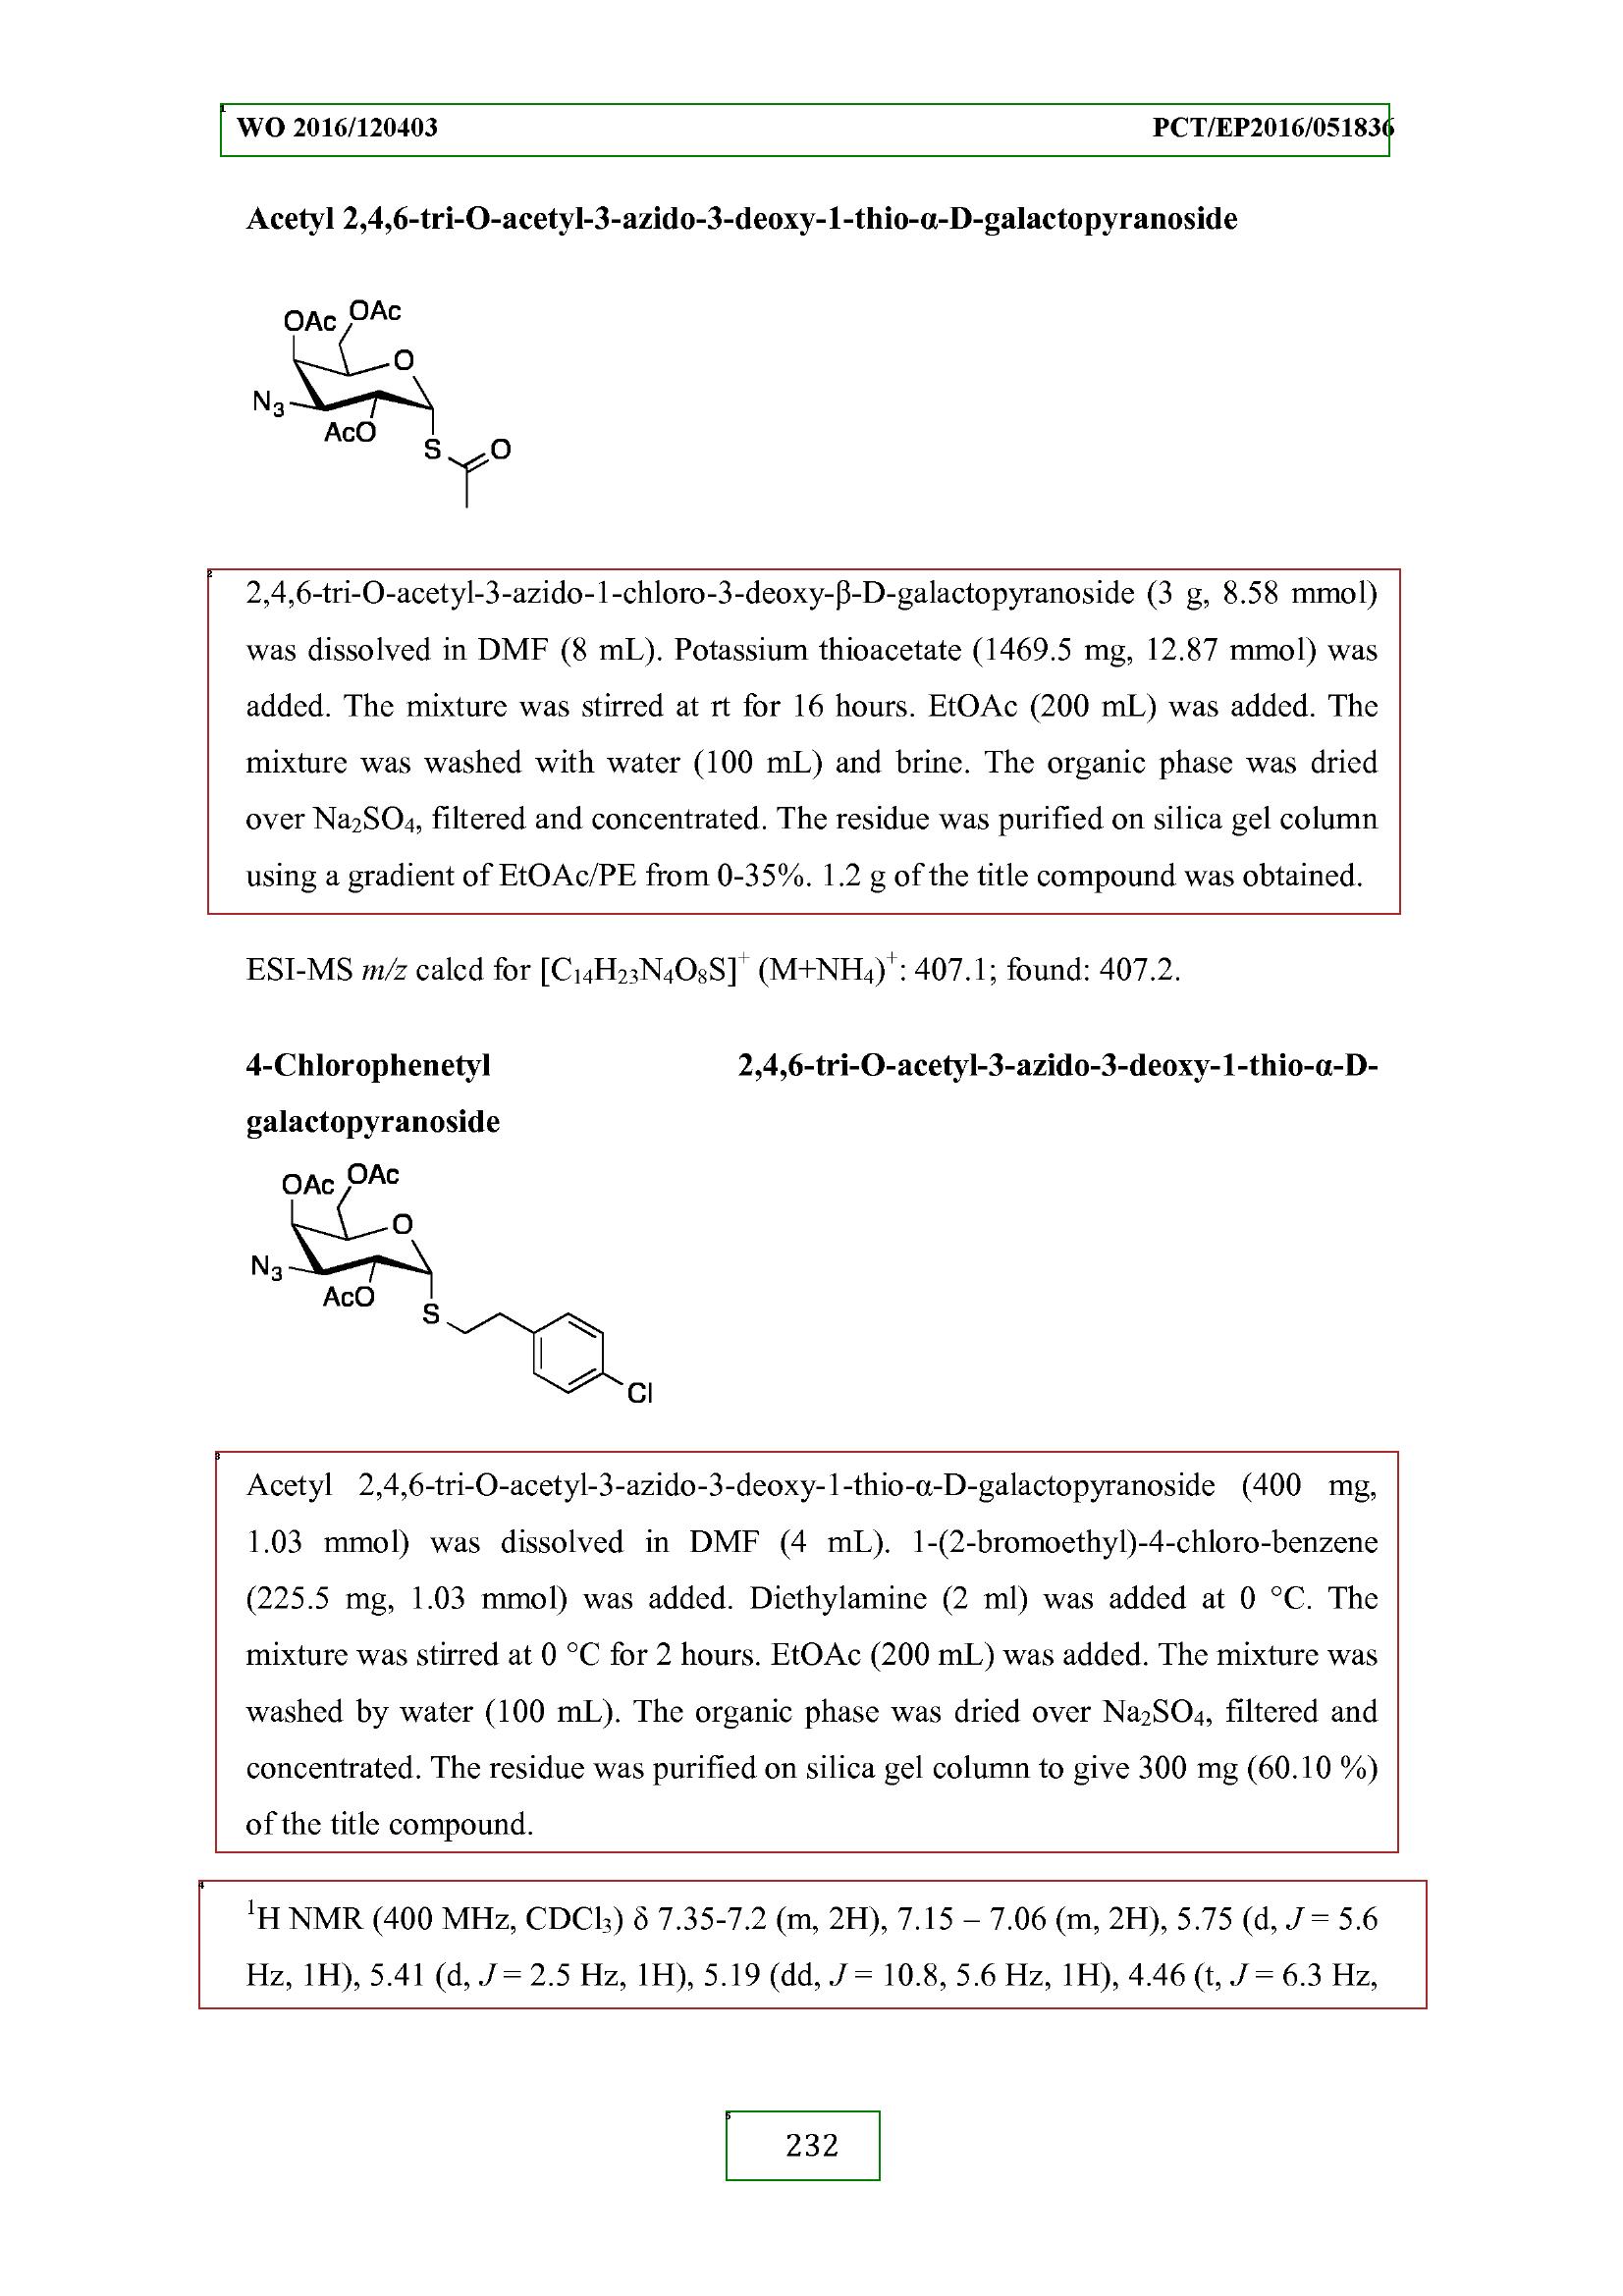 WO 2016/120403 PCT/EP2016/051836
Acetyl 2,4,6-tri-O-acetyl-3-azido-3-deoxy-1-thio-α-D-galactopyranoside
OAc OAc
O
N3
AcO
S O
2,4,6-tri-O-acetyl-3-azido-1-chloro-3-deoxy-β-D-galactopyranoside (3 g, 8.58 mmol)
was dissolved in DMF (8 mL). Potassium thioacetate (1469.5 mg, 12.87 mmol) was
added. The mixture was stirred at rt for 16 hours. EtOAc (200 mL) was added. The
mixture was washed with water (100 mL) and brine. The organic phase was dried
over Na₂SO₄, filtered and concentrated. The residue was purified on silica gel column
using a gradient of EtOAc/PE from 0-35%. 1.2 g of the title compound was obtained.
ESI-MS m/z calcd for [C₁₄H₂₃N₄O₈S]⁺ (M+NH₄)⁺: 407.1; found: 407.2.
4-Chlorophenetyl 2,4,6-tri-O-acetyl-3-azido-3-deoxy-1-thio-α-D-
galactopyranoside
OAc OAc
O
N3
AcO
S
Cl
Acetyl 2,4,6-tri-O-acetyl-3-azido-3-deoxy-1-thio-α-D-galactopyranoside (400 mg,
1.03 mmol) was dissolved in DMF (4 mL). 1-(2-bromoethyl)-4-chloro-benzene
(225.5 mg, 1.03 mmol) was added. Diethylamine (2 ml) was added at 0 °C. The
mixture was stirred at 0 °C for 2 hours. EtOAc (200 mL) was added. The mixture was
washed by water (100 mL). The organic phase was dried over Na₂SO₄, filtered and
concentrated. The residue was purified on silica gel column to give 300 mg (60.10 %)
of the title compound.
¹H NMR (400 MHz, CDCl₃) δ 7.35-7.2 (m, 2H), 7.15 – 7.06 (m, 2H), 5.75 (d, J = 5.6
Hz, 1H), 5.41 (d, J = 2.5 Hz, 1H), 5.19 (dd, J = 10.8, 5.6 Hz, 1H), 4.46 (t, J = 6.3 Hz,
232